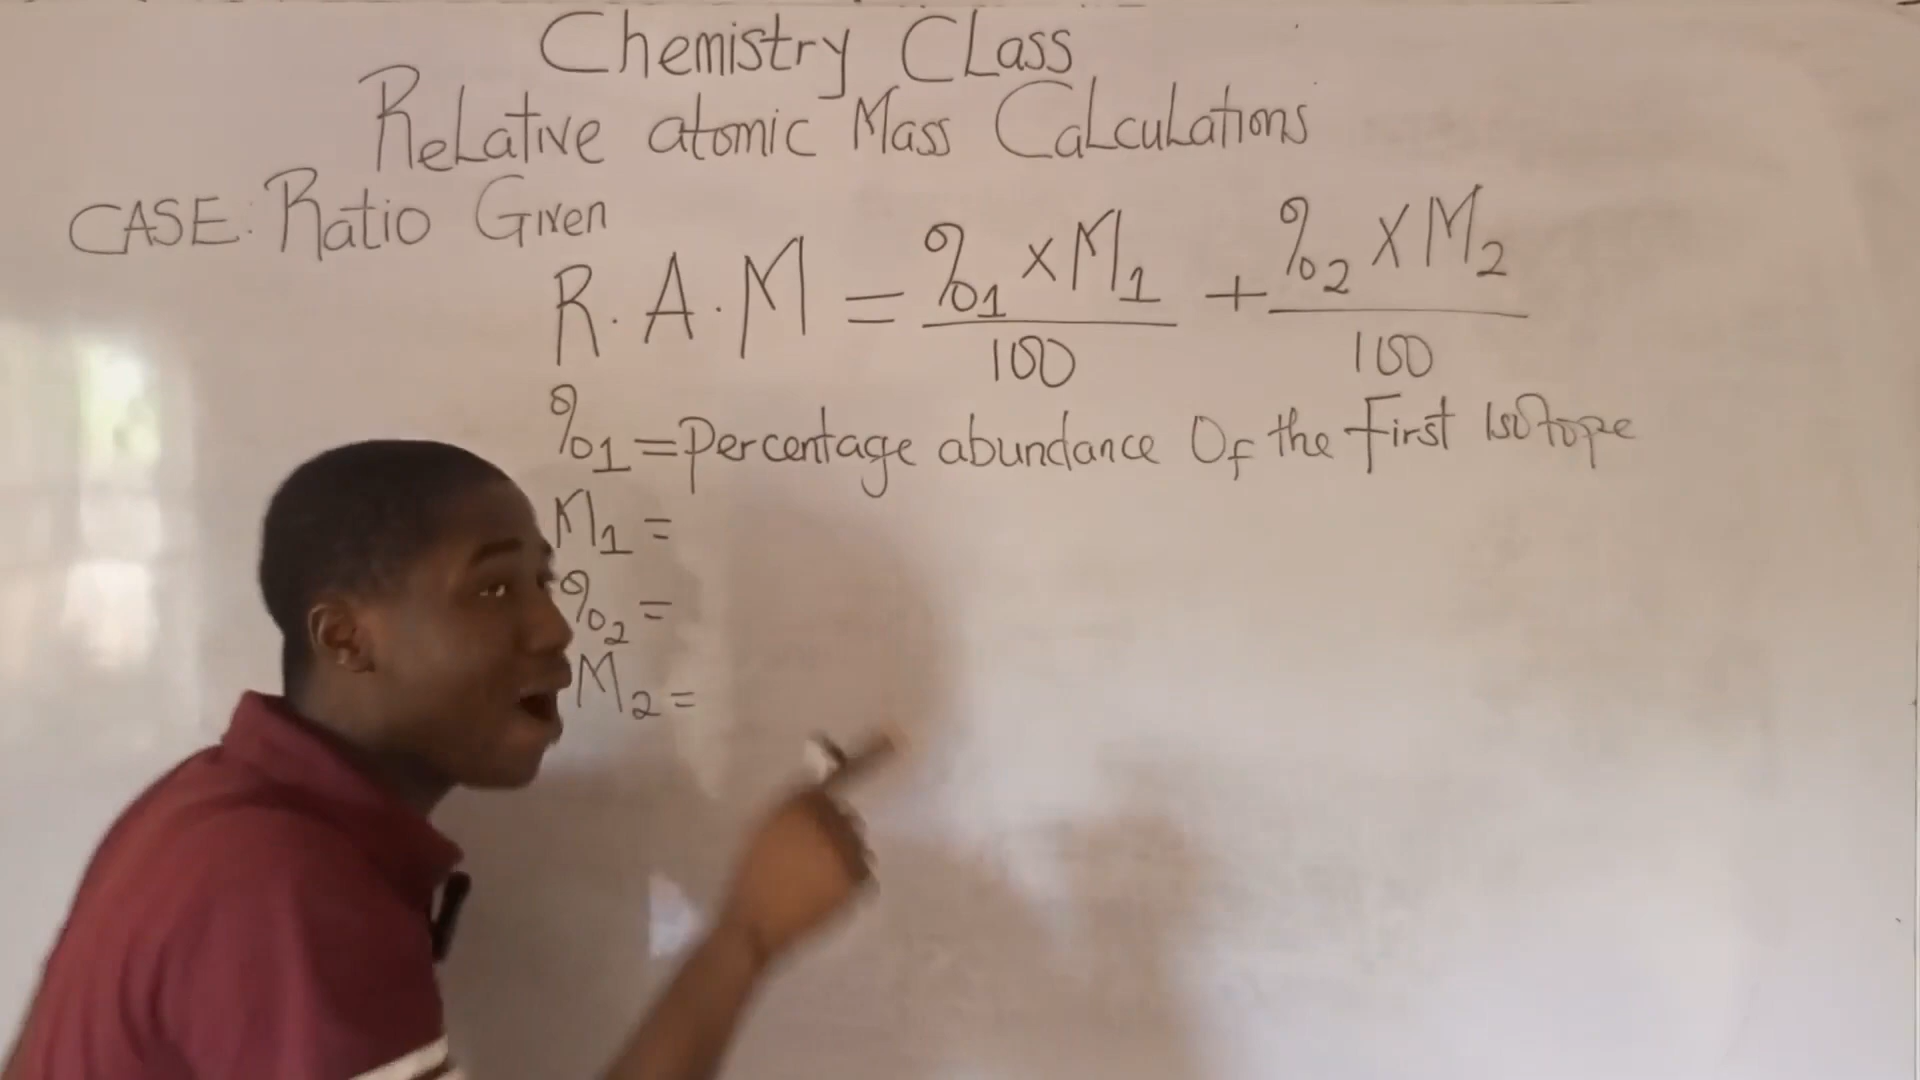 Chemistry CLass
ReLative atomic Mass CaLcuLations
CASE: Ratio Given
R.A.M = %1 x M1 / 100 + %2 x M2 / 100
%1 = Percentage abundance Of the First Isotope
M1 =
%2 =
M2 =